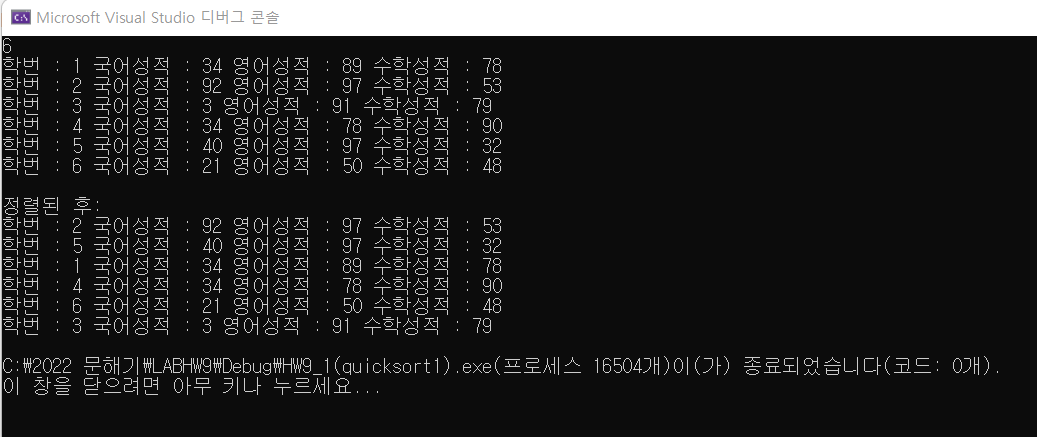 Microsoft Visual Studio 디버그 콘솔
6
학번 : 1 국어성적 : 34 영어성적 : 89 수학성적 : 78
학번 : 2 국어성적 : 92 영어성적 : 97 수학성적 : 53
학번 : 3 국어성적 : 3 영어성적 : 91 수학성적 : 79
학번 : 4 국어성적 : 34 영어성적 : 78 수학성적 : 90
학번 : 5 국어성적 : 40 영어성적 : 97 수학성적 : 32
학번 : 6 국어성적 : 21 영어성적 : 50 수학성적 : 48
정렬된 후:
학번 : 2 국어성적 : 92 영어성적 : 97 수학성적 : 53
학번 : 5 국어성적 : 40 영어성적 : 97 수학성적 : 32
학번 : 1 국어성적 : 34 영어성적 : 89 수학성적 : 78
학번 : 4 국어성적 : 34 영어성적 : 78 수학성적 : 90
학번 : 6 국어성적 : 21 영어성적 : 50 수학성적 : 48
학번 : 3 국어성적 : 3 영어성적 : 91 수학성적 : 79
C:₩2022 문해기₩LABHW9₩Debug₩HW9_1(quicksort1).exe(프로세스 16504개)이(가) 종료되었습니다(코드: 0개).
이 창을 닫으려면 아무 키나 누르세요...